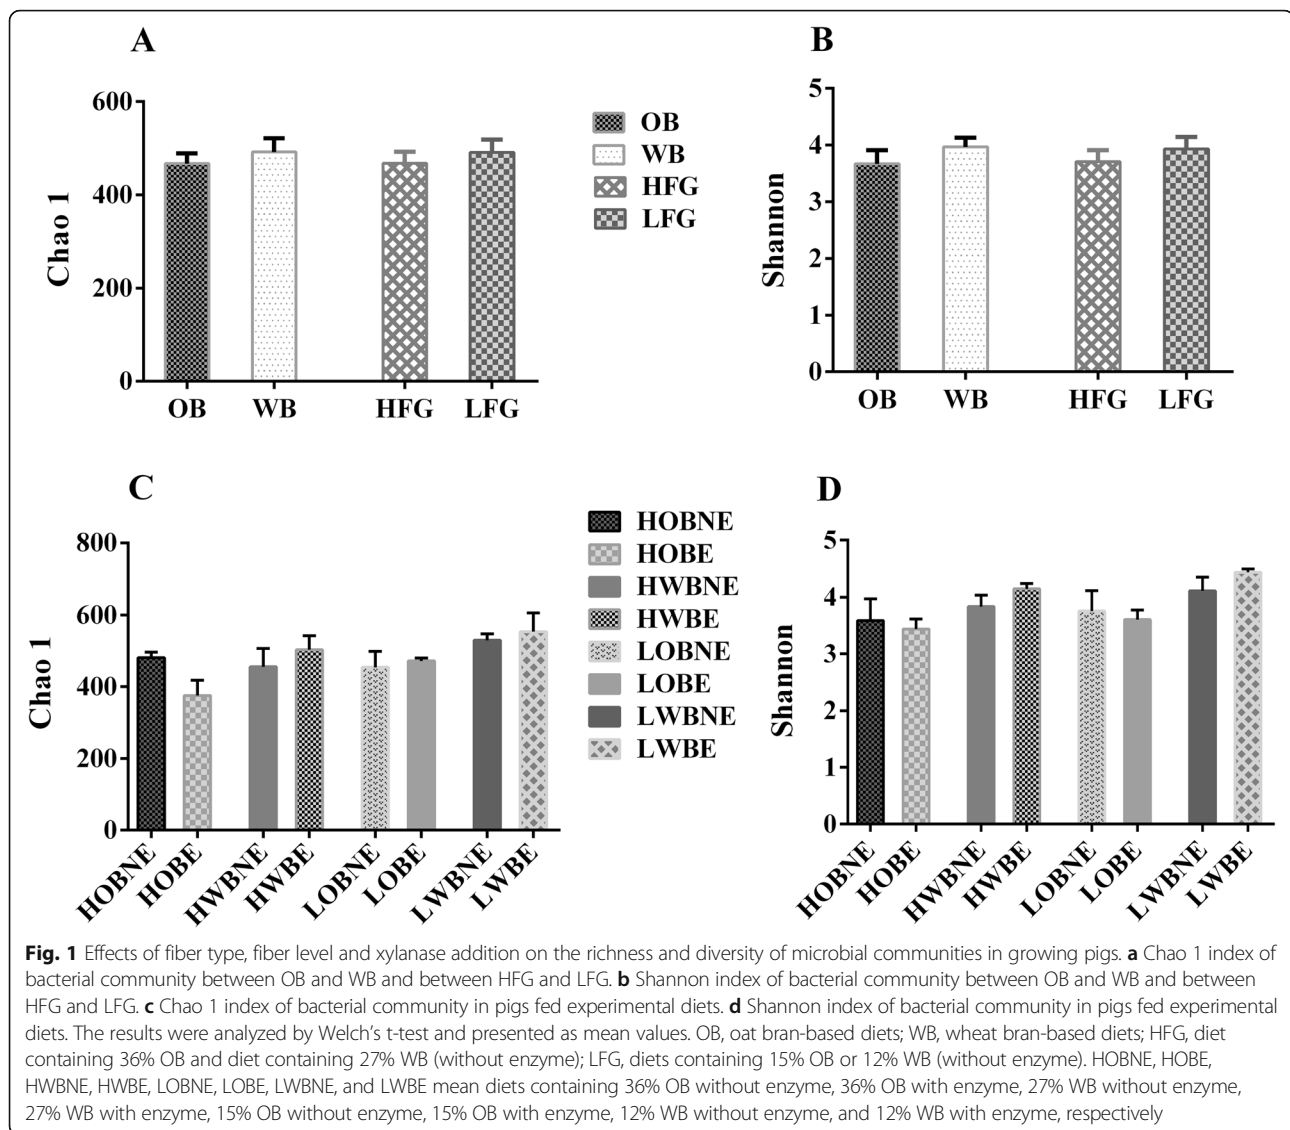 A
Chao 1
600
400
200
0
OB
WB
HFG
LFG
OB
WB
HFG
LFG
B
Shannon
5
4
3
2
1
0
OB
WB
HFG
LFG
C
Chao 1
800
600
400
200
0
HOBNE
HOBE
HWBNE
HWBE
LOBNE
LOBE
LWBNE
LWBE
HOBNE
HOBE
HWBNE
HWBE
LOBNE
LOBE
LWBNE
LWBE
D
Shannon
5
4
3
2
1
0
HOBNE
HOBE
HWBNE
HWBE
LOBNE
LOBE
LWBNE
LWBE
Fig. 1 Effects of fiber type, fiber level and xylanase addition on the richness and diversity of microbial communities in growing pigs. a Chao 1 index of
bacterial community between OB and WB and between HFG and LFG. b Shannon index of bacterial community between OB and WB and between
HFG and LFG. c Chao 1 index of bacterial community in pigs fed experimental diets. d Shannon index of bacterial community in pigs fed experimental
diets. The results were analyzed by Welch's t-test and presented as mean values. OB, oat bran-based diets; WB, wheat bran-based diets; HFG, diet
containing 36% OB and diet containing 27% WB (without enzyme); LFG, diets containing 15% OB or 12% WB (without enzyme). HOBNE, HOBE,
HWBNE, HWBE, LOBNE, LOBE, LWBNE, and LWBE mean diets containing 36% OB without enzyme, 36% OB with enzyme, 27% WB without enzyme,
27% WB with enzyme, 15% OB without enzyme, 15% OB with enzyme, 12% WB without enzyme, and 12% WB with enzyme, respectively